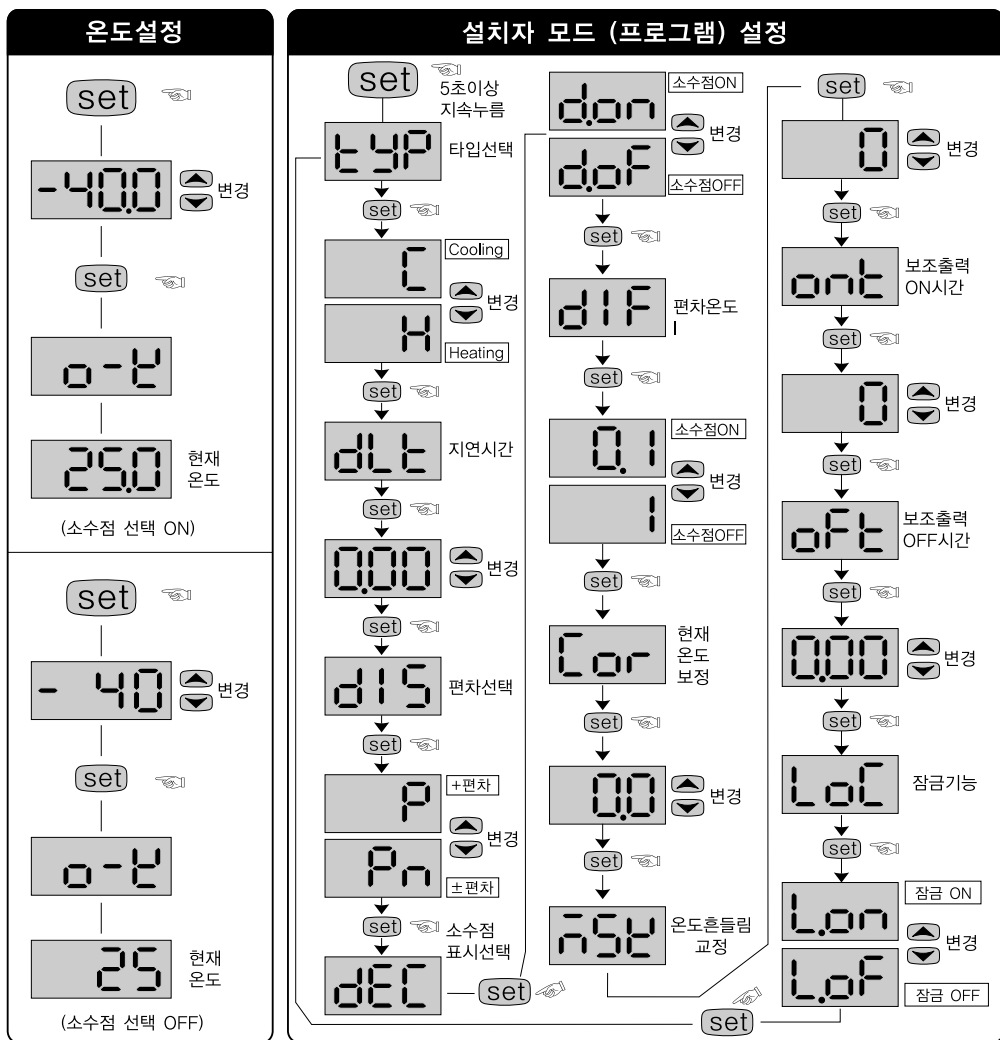 온도설정
set
-40.0
변경
set
o-k
25.0
현재
온도
(소수점 선택 ON)
set
- 40
변경
set
o-k
25
현재
온도
(소수점 선택 OFF)
설치자 모드 (프로그램) 설정
set
5초이상
지속누름
tyP
타입선택
set
C
Cooling
변경
H
Heating
set
dLt
지연시간
set
0.00
변경
set
dIS
편차선택
set
P
+편차
변경
Pn
±편차
set
소수점
표시선택
dEC
set
d.on
소수점ON
변경
d.oF
소수점OFF
set
dIF
편차온도
I
set
0.1
소수점ON
변경
1
소수점OFF
set
Cor
현재
온도
보정
set
0.0
변경
set
온도흔들림
교정
set
0
변경
set
ont
보조출력
ON시간
set
0
변경
set
oFt
보조출력
OFF시간
set
0.00
변경
set
LoC
잠금기능
set
L.on
잠금 ON
변경
L.oF
잠금 OFF
set